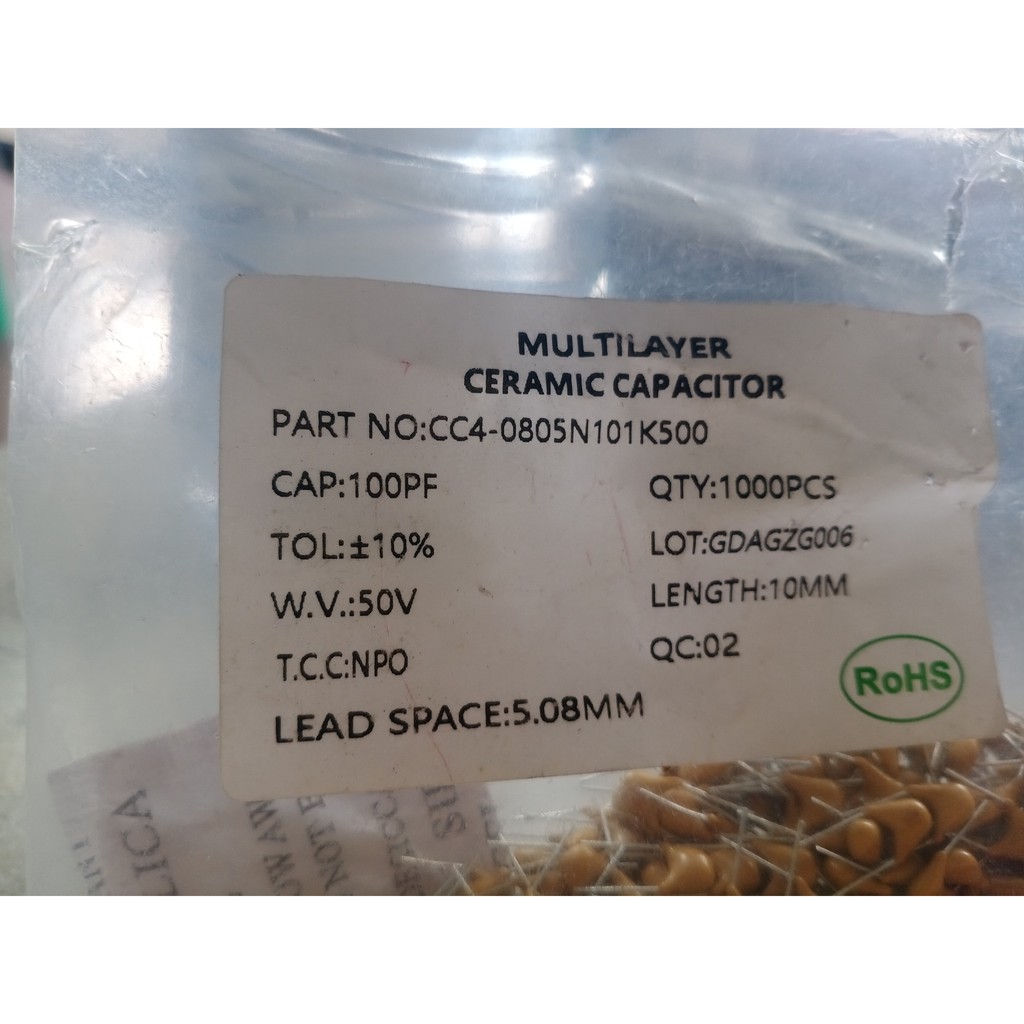 MULTILAYER
CERAMIC CAPACITOR
PART NO:CC4-0805N101K500
CAP:100PF
QTY:1000PCS
TOL:±10%
LOT:GDAGZG006
W.V.:50V
LENGTH:10MM
T.C.C:NPO
QC:02
LEAD SPACE:5.08MM
RoHS